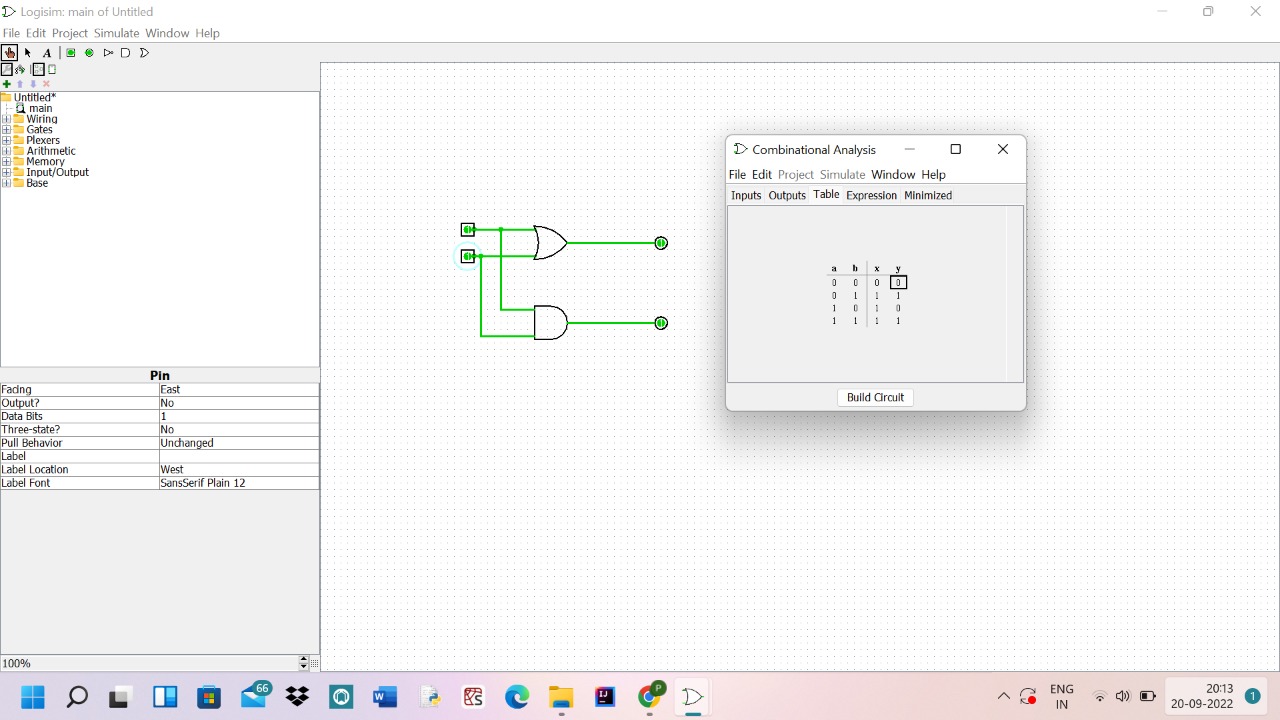 Logisim: main of Untitled
File Edit Project Simulate Window Help
A
Untitled*
main
Wiring
Gates
Plexers
Arithmetic
Memory
Input/Output
Base
Pin
Facing East
Output? No
Data Bits 1
Three-state? No
Pull Behavior Unchanged
Label
Label Location West
Label Font SansSerif Plain 12
100%
Combinational Analysis
File Edit Project Simulate Window Help
Inputs Outputs Table Expression Minimized
a b x y
0 0 0 0
0 1 1 1
1 0 1 0
1 1 1 1
Build Circuit
66
W
IJ
P
ENG
IN
20:13
20-09-2022
1